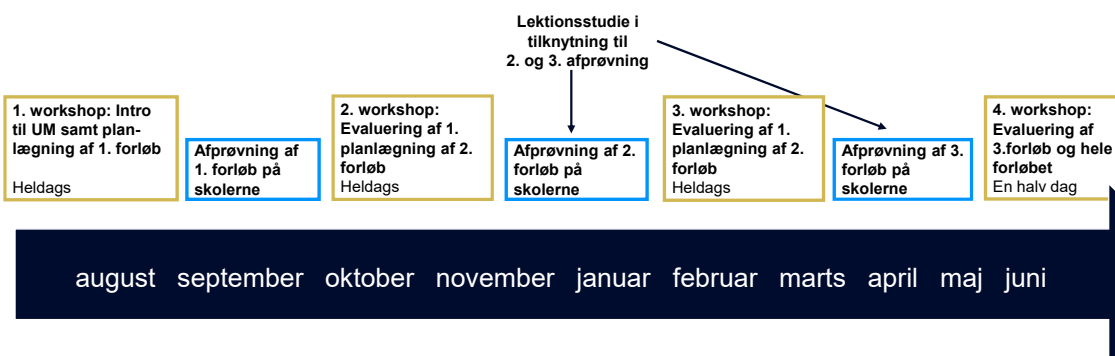 Lektionsstudie i
tilknytning til
2. og 3. afprøvning
1. workshop: Intro
til UM samt plan-
lægning af 1. forløb
Heldags
Afprøvning af
1. forløb på
skolerne
2. workshop:
Evaluering af 1.
planlægning af 2.
forløb
Heldags
Afprøvning af 2.
forløb på
skolerne
3. workshop:
Evaluering af 1.
planlægning af 2.
forløb
Heldags
Afprøvning af 3.
forløb på
skolerne
4. workshop:
Evaluering af
3.forløb og hele
forløbet
En halv dag
august september oktober november januar februar marts april maj juni